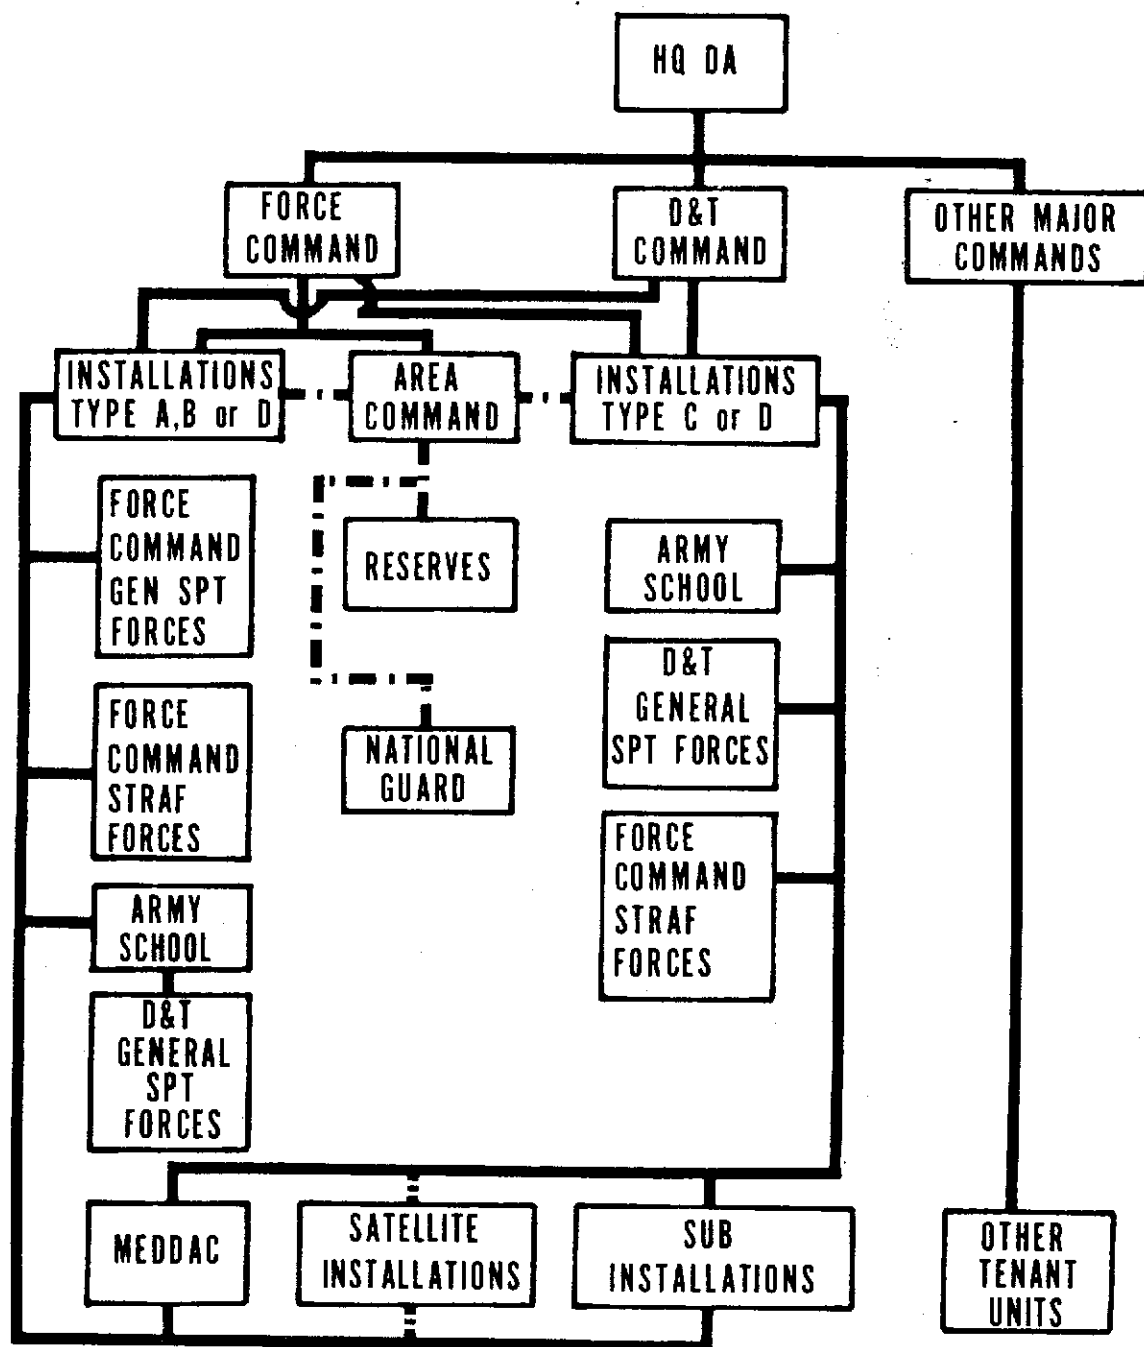 HQ DA
FORCE
COMMAND
D&T
COMMAND
OTHER MAJOR
COMMANDS
INSTALLATIONS
TYPE A,B or D
AREA
COMMAND
INSTALLATIONS
TYPE C or D
FORCE
COMMAND
GEN SPT
FORCES
RESERVES
ARMY
SCHOOL
FORCE
COMMAND
STRAF
FORCES
NATIONAL
GUARD
D&T
GENERAL
SPT FORCES
FORCE
COMMAND
STRAF
FORCES
ARMY
SCHOOL
D&T
GENERAL
SPT
FORCES
MEDDAC
SATELLITE
INSTALLATIONS
SUB
INSTALLATIONS
OTHER
TENANT
UNITS